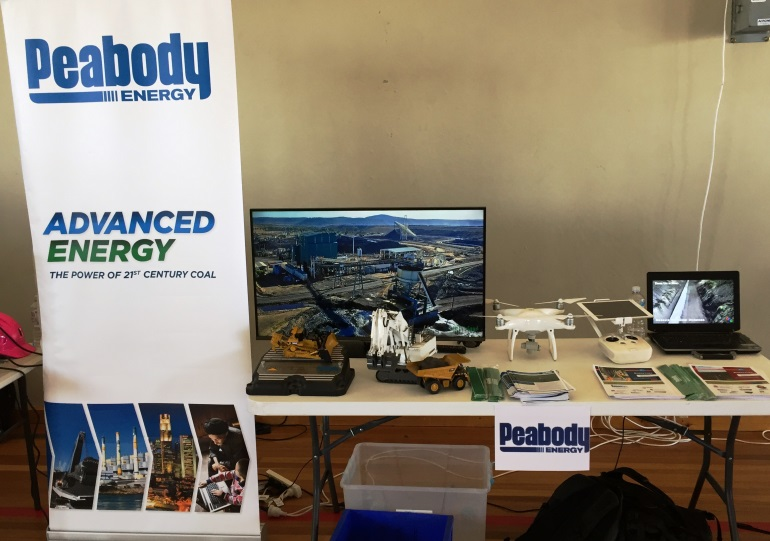 Peabody
ENERGY
ADVANCED
ENERGY
THE POWER OF 21ST CENTURY COAL
Peabody
ENERGY